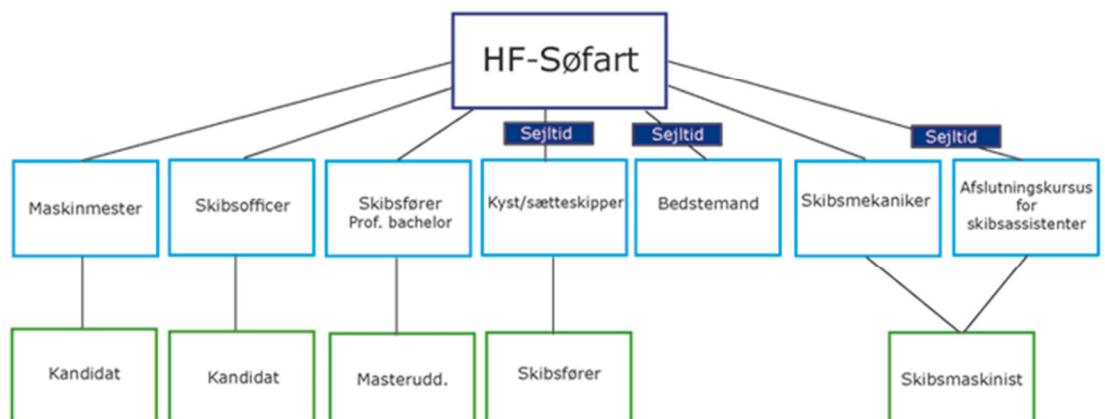 HF-Søfart
Sejltid
Sejltid
Sejltid
Maskinmester
Skibsofficer
Skibsfører
Prof. bachelor
Kyst/sætteskipper
Bedstemand
Skibsmekaniker
Afslutningskursus
for
skibsassistenter
Kandidat
Kandidat
Masterudd.
Skibsfører
Skibsmaskinist